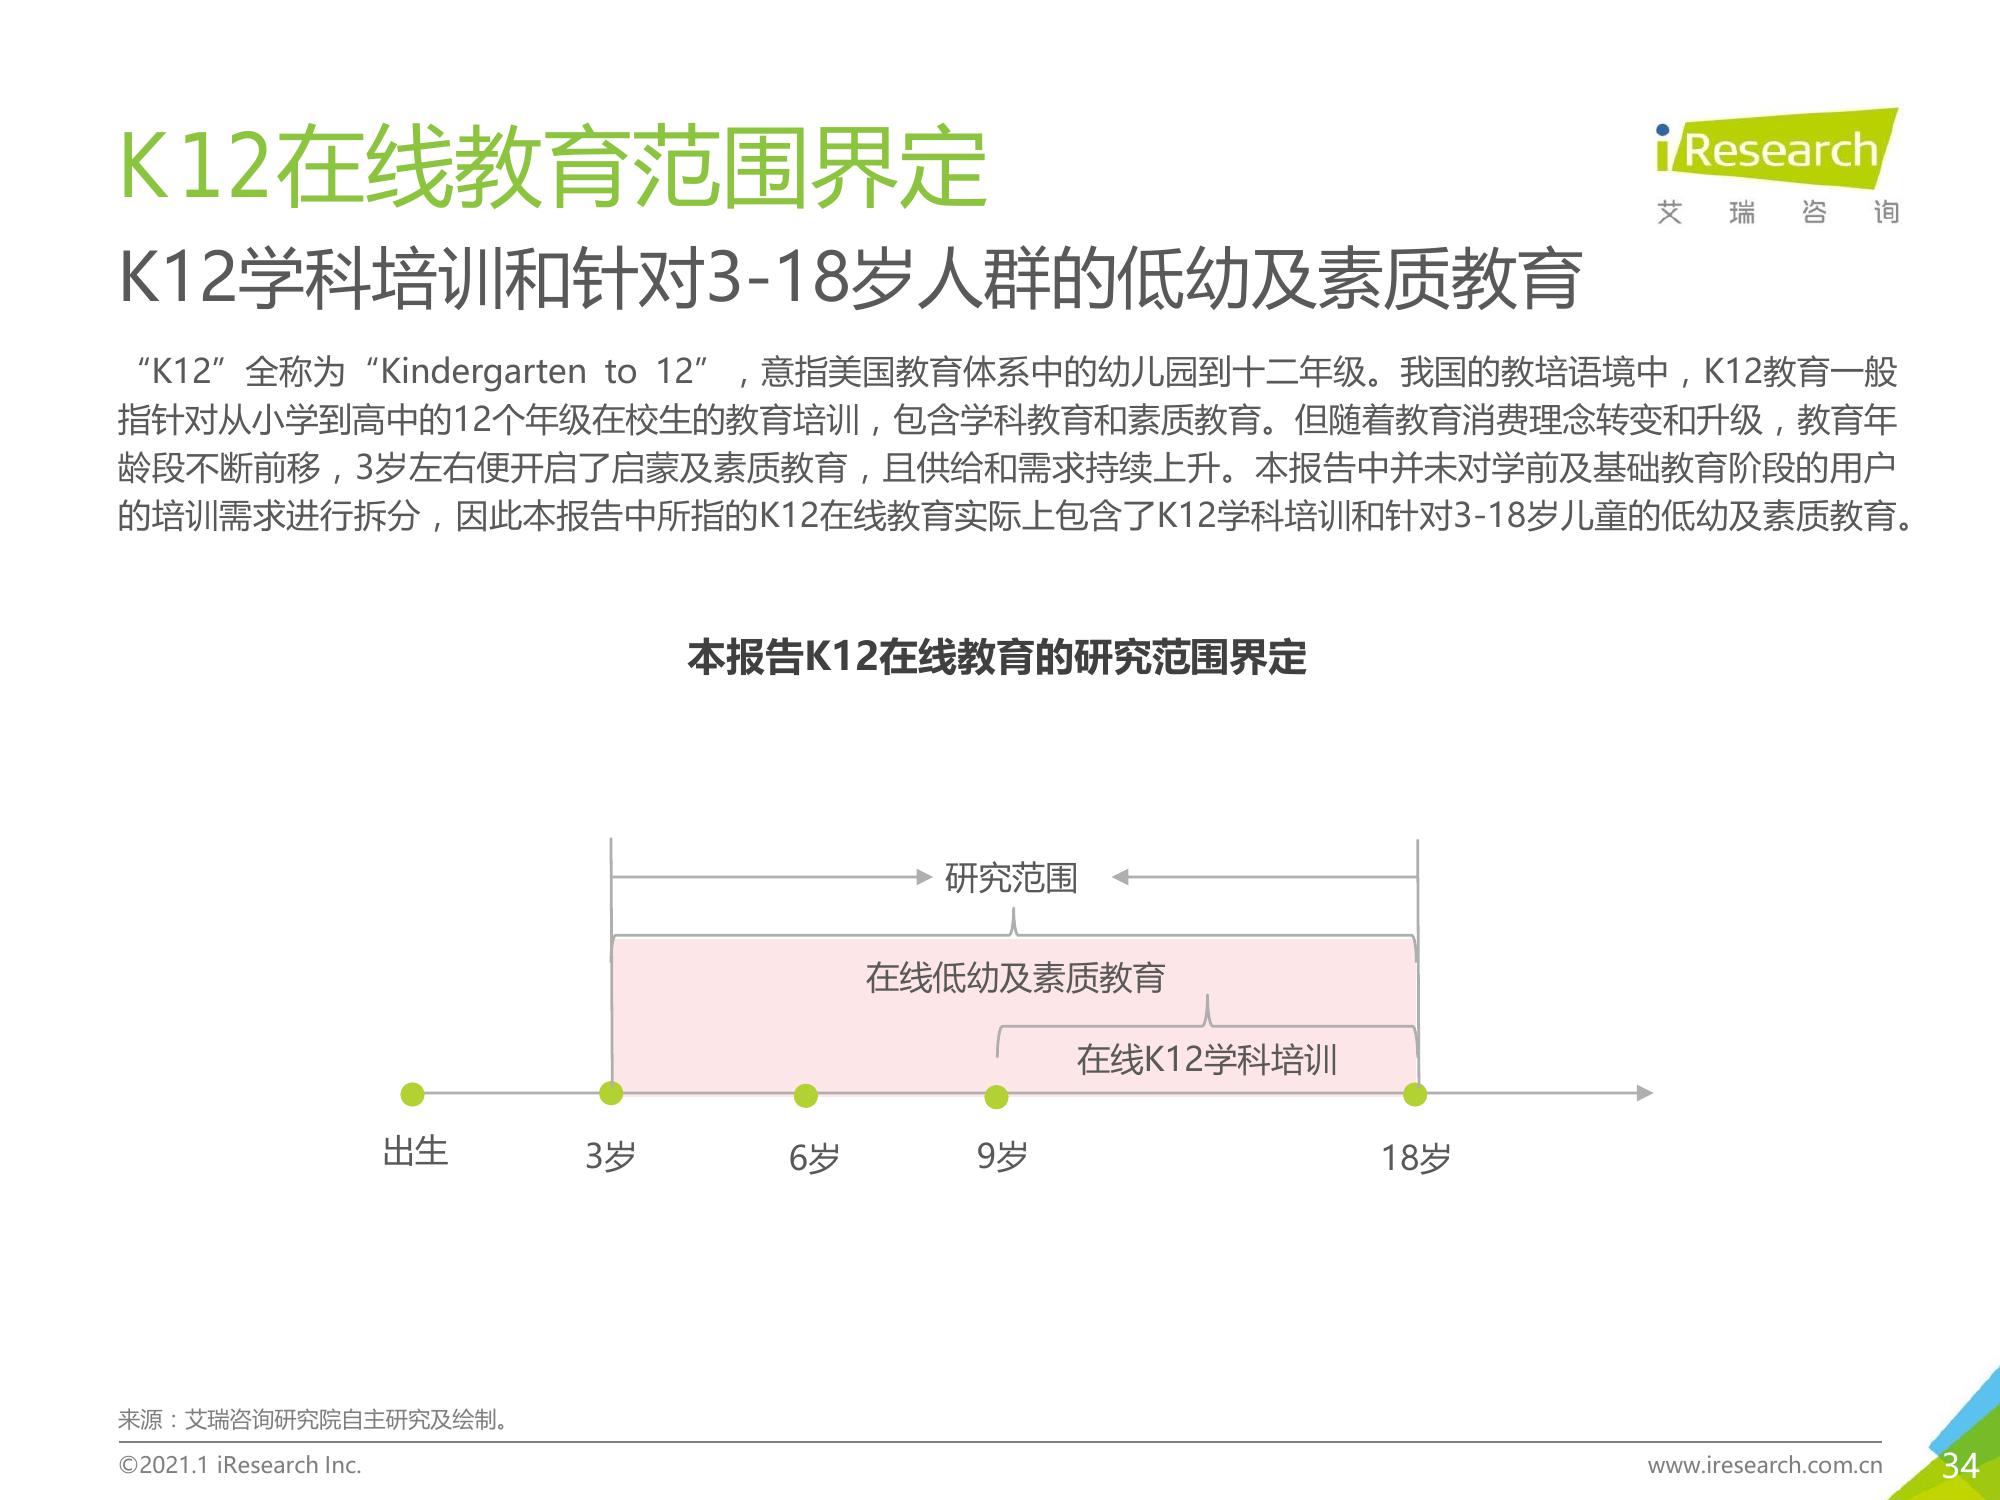 K12在线教育范围界定
iResearch
艾瑞咨询
K12学科培训和针对3-18岁人群的低幼及素质教育
“K12”全称为“Kindergarten to 12”，意指美国教育体系中的幼儿园到十二年级。我国的教培语境中，K12教育一般
指针对从小学到高中的12个年级在校生的教育培训，包含学科教育和素质教育。但随着教育消费理念转变和升级，教育年
龄段不断前移，3岁左右便开启了启蒙及素质教育，且供给和需求持续上升。本报告中并未对学前及基础教育阶段的用户
的培训需求进行拆分，因此本报告中所指的K12在线教育实际上包含了K12学科培训和针对3-18岁儿童的低幼及素质教育。
本报告K12在线教育的研究范围界定
研究范围
在线低幼及素质教育
在线K12学科培训
出生
3岁
6岁
9岁
18岁
来源：艾瑞咨询研究院自主研究及绘制。
©2021.1 iResearch Inc.
www.iresearch.com.cn
34